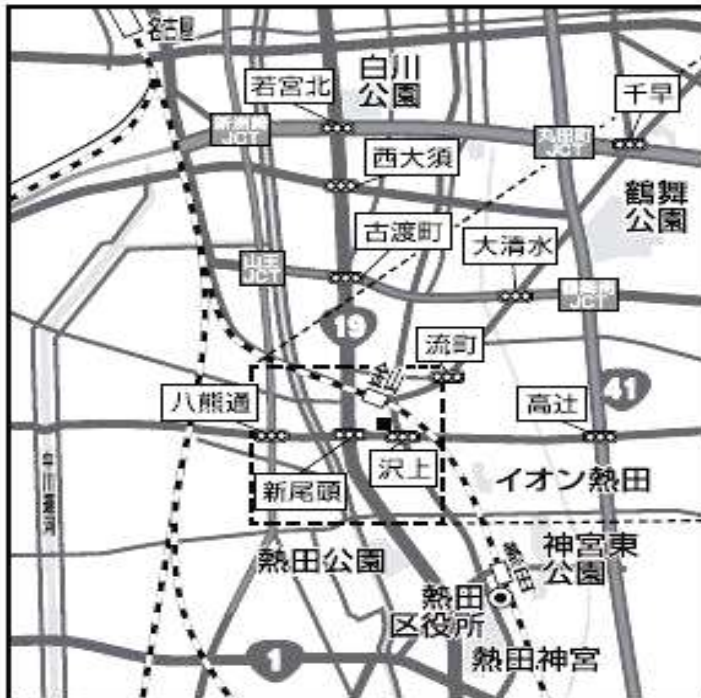 名古屋
白川
公園
若宮北
千早
新洲崎
JCT
丸田町
JCT
西大須
鶴舞
公園
古渡町
大清水
山王
JCT
鶴舞南
JCT
19
流町
金山
41
八熊通
高辻
新尾頭
沢上
イオン熱田
中川運河
熱田公園
神宮東
公園
熱田
熱田
区役所
熱田神宮
1